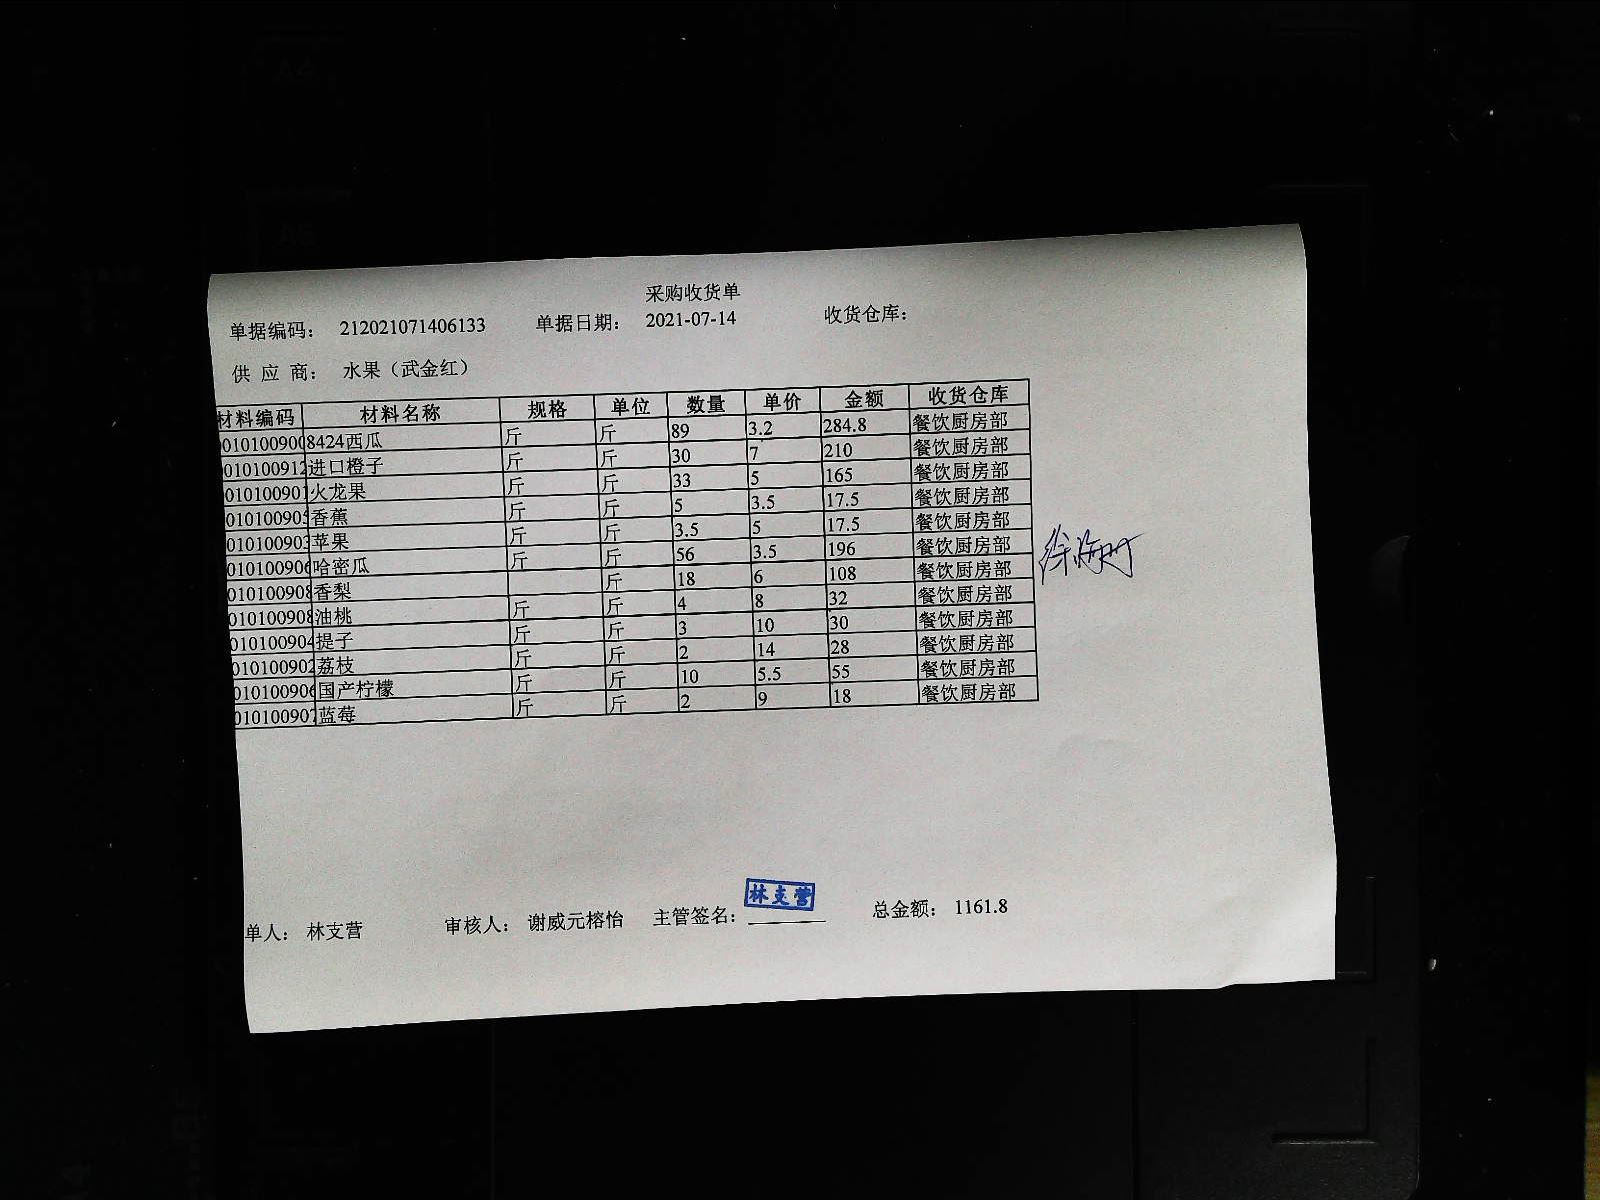 采购收货单
单据编码: 212021071406133 单据日期: 2021-07-14 收货仓库:
供 应 商: 水果（武金红）
材料编码 材料名称 规格 单位 数量 单价 金额 收货仓库
010100900 8424西瓜 斤 斤 89 3.2 284.8 餐饮厨房部
010100912 进口橙子 斤 斤 30 7 210 餐饮厨房部
010100901 火龙果 斤 斤 33 5 165 餐饮厨房部
010100905 香蕉 斤 斤 5 3.5 17.5 餐饮厨房部
010100903 苹果 斤 斤 3.5 5 17.5 餐饮厨房部
010100906 哈密瓜 斤 斤 56 3.5 196 餐饮厨房部
010100908 香梨 斤 18 6 108 餐饮厨房部
010100908 油桃 斤 斤 4 8 32 餐饮厨房部
010100904 提子 斤 斤 3 10 30 餐饮厨房部
010100902 荔枝 斤 斤 2 14 28 餐饮厨房部
010100906 国产柠檬 斤 斤 10 5.5 55 餐饮厨房部
010100907 蓝莓 斤 斤 2 9 18 餐饮厨房部
单人: 林支营 审核人: 谢威元榕怡 主管签名: 林支营 总金额: 1161.8